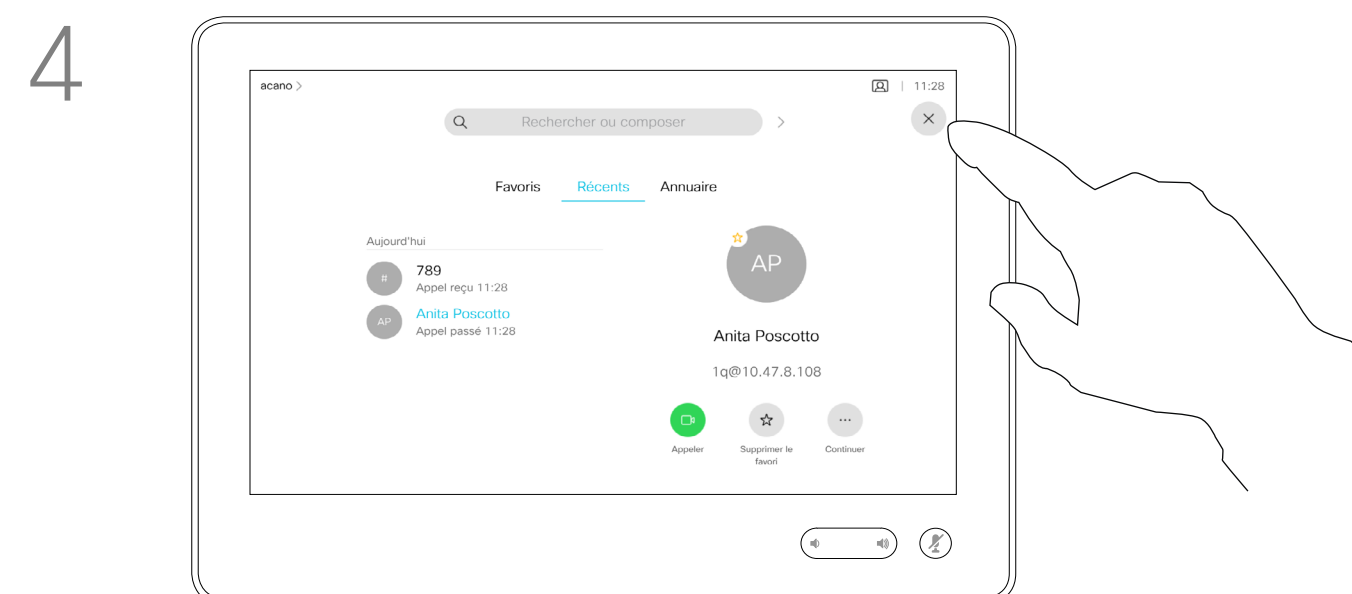 4
acano >
11:28
Rechercher ou composer
Favoris Récents Annuaire
Aujourd'hui
#
789
Appel reçu 11:28
AP
Anita Poscotto
Appel passé 11:28
AP
Anita Poscotto
1q@10.47.8.108
Appeler
Supprimer le
favori
Continuer